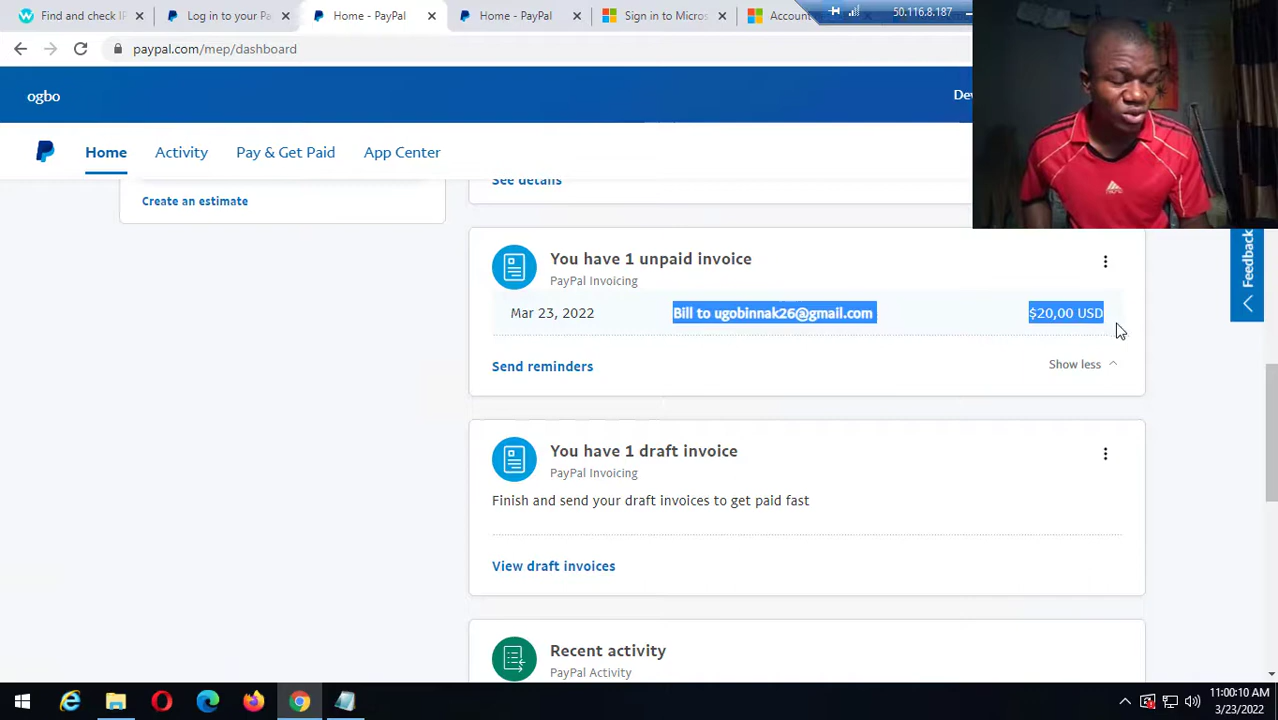 Find and check IP
Log in to your Pa
Home - PayPal
Home - PayPal
Sign in to Micro
Account
50.116.8.187
paypal.com/mep/dashboard
ogbo
Home
Activity
Pay & Get Paid
App Center
Create an estimate
See details
You have 1 unpaid invoice
PayPal Invoicing
Mar 23, 2022
Bill to ugobinnak26@gmail.com
$20,00 USD
Send reminders
Show less
You have 1 draft invoice
PayPal Invoicing
Finish and send your draft invoices to get paid fast
View draft invoices
Recent activity
PayPal Activity
Feedback
11:00:10 AM
3/23/2022